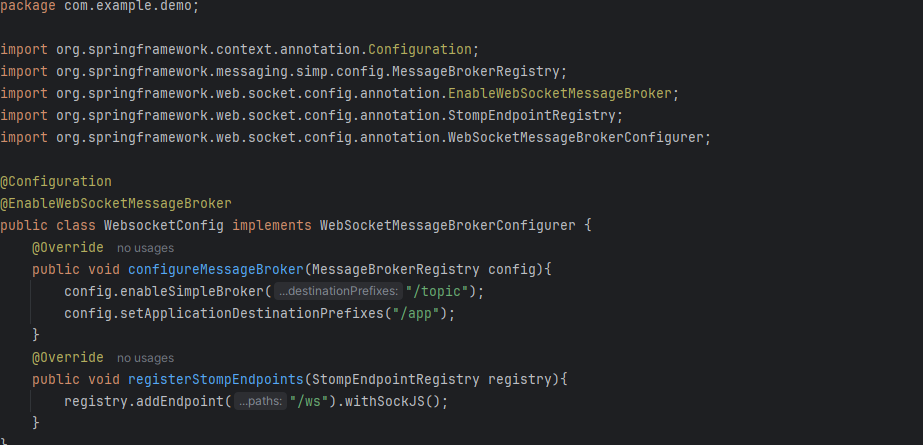 package com.example.demo;
import org.springframework.context.annotation.Configuration;
import org.springframework.messaging.simp.config.MessageBrokerRegistry;
import org.springframework.web.socket.config.annotation.EnableWebSocketMessageBroker;
import org.springframework.web.socket.config.annotation.StompEndpointRegistry;
import org.springframework.web.socket.config.annotation.WebSocketMessageBrokerConfigurer;
@Configuration
@EnableWebSocketMessageBroker
public class WebsocketConfig implements WebSocketMessageBrokerConfigurer {
@Override no usages
public void configureMessageBroker(MessageBrokerRegistry config){
config.enableSimpleBroker( ...destinationPrefixes: "/topic");
config.setApplicationDestinationPrefixes("/app");
}
@Override no usages
public void registerStompEndpoints(StompEndpointRegistry registry){
registry.addEndpoint( ...paths: "/ws").withSockJS();
}
}